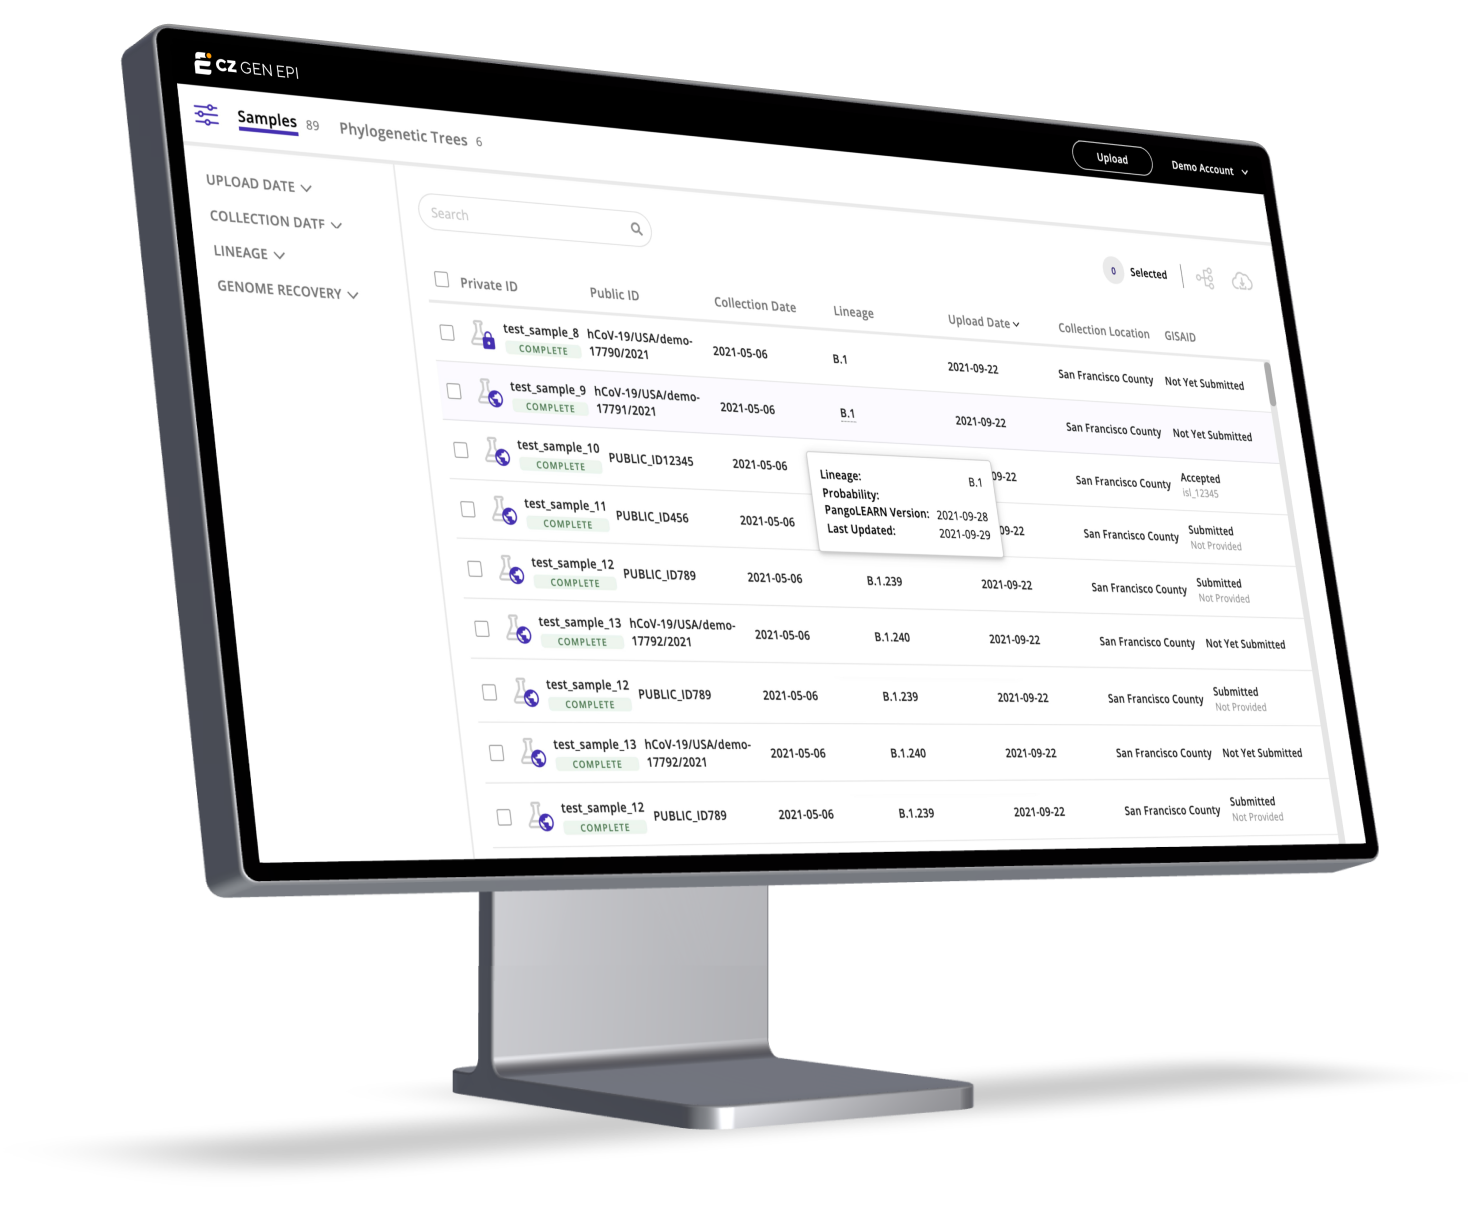 CZ GEN EPI
Upload
Demo Account
Samples 89
Phylogenetic Trees 6
UPLOAD DATE
COLLECTION DATE
LINEAGE
GENOME RECOVERY
Search
0 Selected
Private ID Public ID Collection Date Lineage Upload Date Collection Location GISAID
test_sample_8 hCoV-19/USA/demo- 2021-05-06 B.1 2021-09-22 San Francisco County Not Yet Submitted
COMPLETE 17790/2021
test_sample_9 hCoV-19/USA/demo- 2021-05-06 B.1 2021-09-22 San Francisco County Not Yet Submitted
COMPLETE 17791/2021
test_sample_10 PUBLIC_ID12345 2021-05-06 09-22 San Francisco County Accepted
COMPLETE isl_12345
test_sample_11 PUBLIC_ID456 2021-05-06 09-22 San Francisco County Submitted
COMPLETE Not Provided
Lineage: B.1
Probability:
PangoLEARN Version: 2021-09-28
Last Updated: 2021-09-29
test_sample_12 PUBLIC_ID789 2021-05-06 B.1.239 2021-09-22 San Francisco County Submitted
COMPLETE Not Provided
test_sample_13 hCoV-19/USA/demo- 2021-05-06 B.1.240 2021-09-22 San Francisco County Not Yet Submitted
COMPLETE 17792/2021
test_sample_12 PUBLIC_ID789 2021-05-06 B.1.239 2021-09-22 San Francisco County Submitted
COMPLETE Not Provided
test_sample_13 hCoV-19/USA/demo- 2021-05-06 B.1.240 2021-09-22 San Francisco County Not Yet Submitted
COMPLETE 17792/2021
test_sample_12 PUBLIC_ID789 2021-05-06 B.1.239 2021-09-22 San Francisco County Submitted
COMPLETE Not Provided